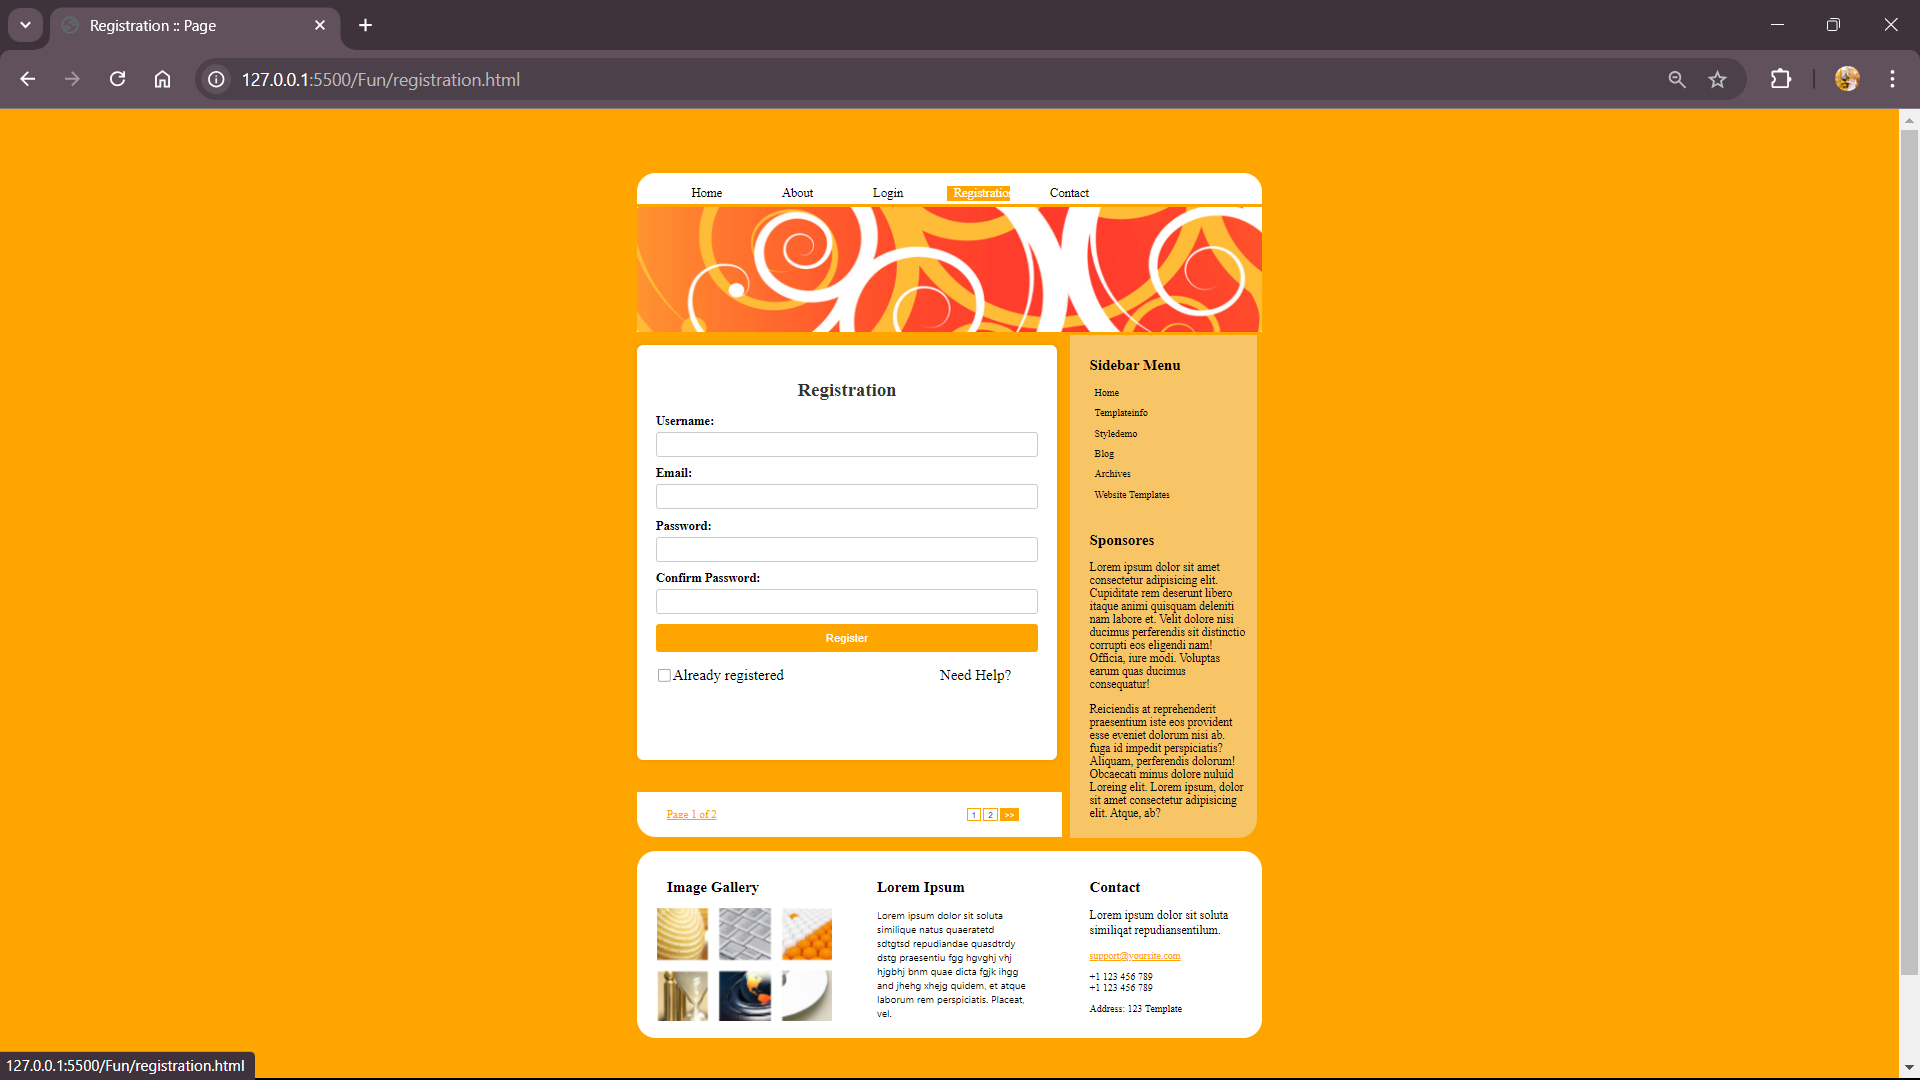 Registration :: Page
127.0.0.1:5500/Fun/registration.html
Home About Login Registration Contact
Registration
Username:
Email:
Password:
Confirm Password:
Register
Already registered Need Help?
Page 1 of 2 1 2 >>
Sidebar Menu
Home
Templateinfo
Styledemo
Blog
Archives
Website Templates
Sponsores
Lorem ipsum dolor sit amet
consectetur adipisicing elit.
Cupiditate rem deserunt libero
itaque animi quisquam deleniti
nam labore et. Velit dolore nisi
ducimus perferendis sit distinctio
corrupti eos eligendi nam!
Officia, iure modi. Voluptas
earum quas ducimus
consequatur!
Reiciendis at reprehenderit
praesentium iste eos provident
esse eveniet dolorum nisi ab.
fuga id impedit perspiciatis?
Aliquam, perferendis dolorum!
Obcaecati minus dolore nuluid
Loreing elit. Lorem ipsum, dolor
sit amet consectetur adipisicing
elit. Atque, ab?
Image Gallery
Lorem Ipsum
Lorem ipsum dolor sit soluta
similique natus quaeratetd
sdtgtsd repudiandae quasdtrdy
dstg praesentiu fgg hgvghj vhj
hjgbhj bnm quae dicta fgjk ihgg
and jhehg xhejg quidem, et atque
laborum rem perspiciatis. Placeat,
vel.
Contact
Lorem ipsum dolor sit soluta
similiqat repudiansentilum.
support@yoursite.com
+1 123 456 789
+1 123 456 789
Address: 123 Template
127.0.0.1:5500/Fun/registration.html